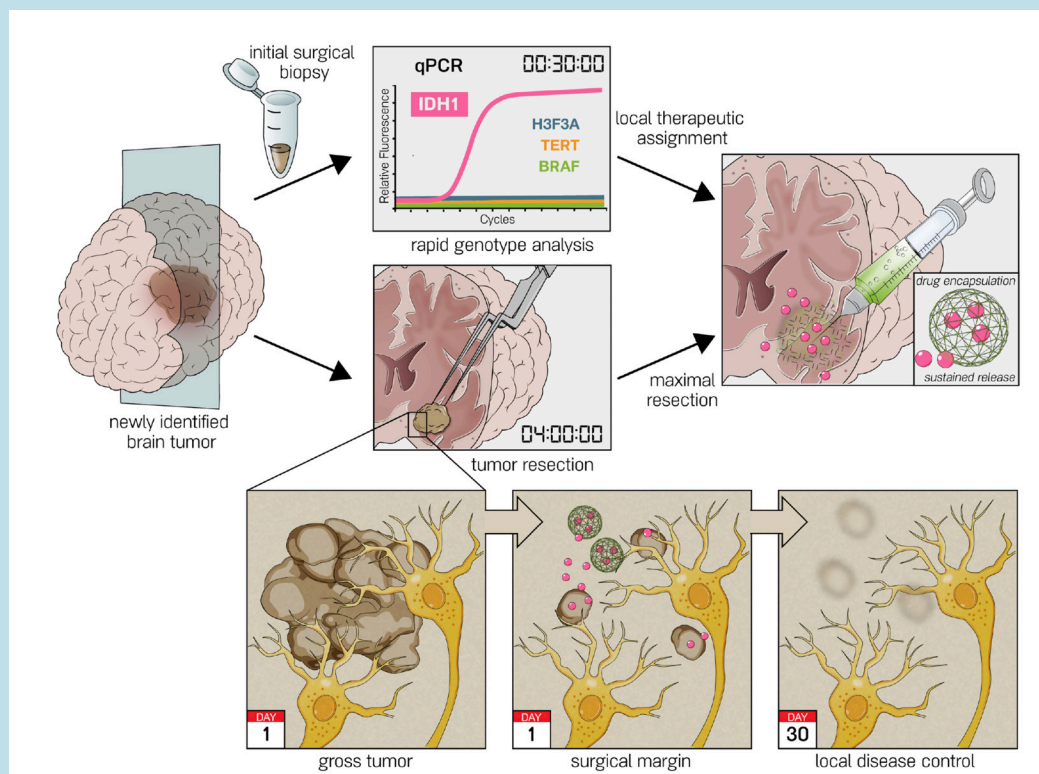 initial surgical
biopsy
qPCR
00:30:00
IDH1
H3F3A
TERT
BRAF
Relative Fluorescence
Cycles
rapid genotype analysis
local therapeutic
assignment
newly identified
brain tumor
04:00:00
tumor resection
maximal
resection
drug encapsulation
sustained release
DAY
1
gross tumor
DAY
1
surgical margin
DAY
30
local disease control